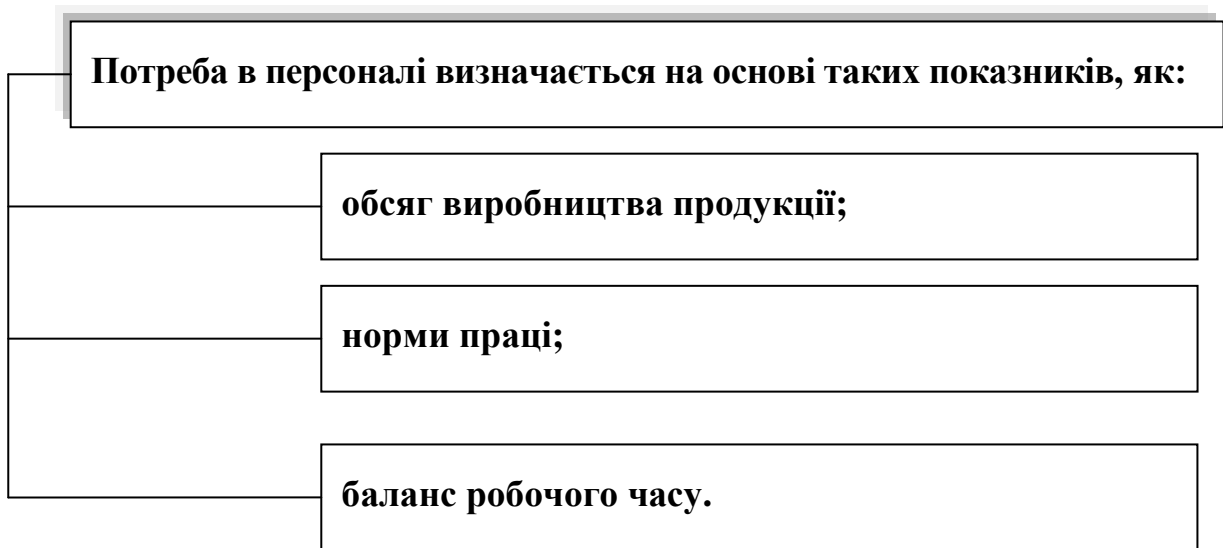 Потреба в персоналі визначається на основі таких показників, як:
обсяг виробництва продукції;
норми праці;
баланс робочого часу.